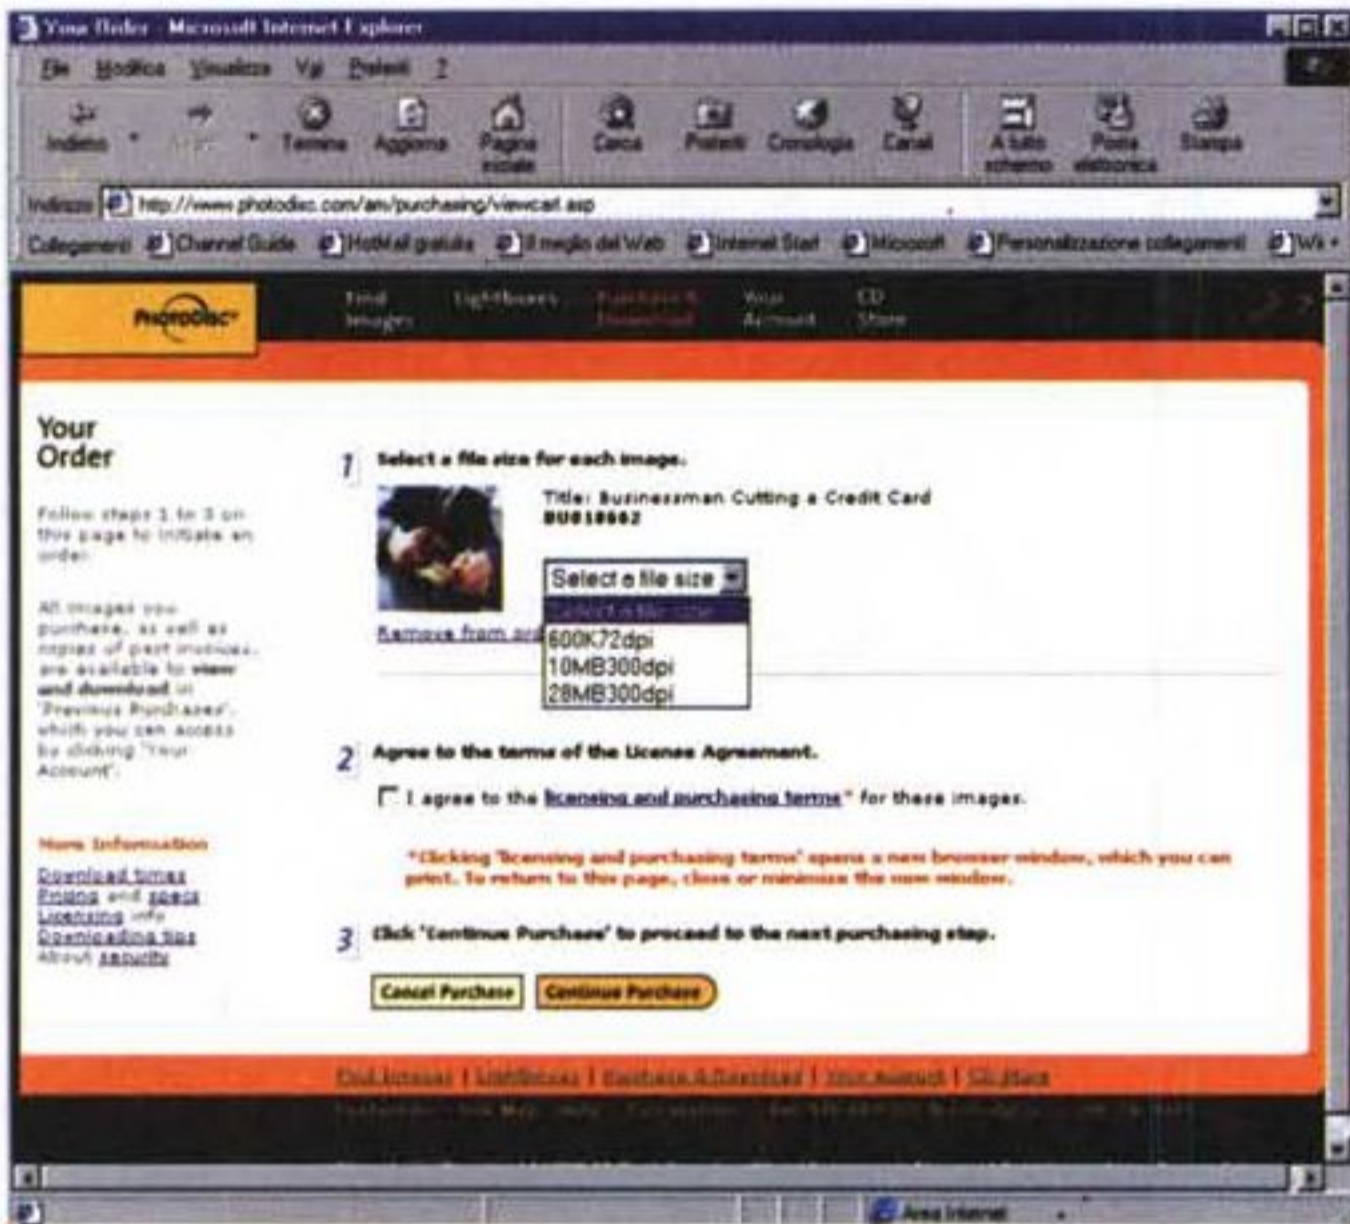 Your Order - Microsoft Internet Explorer
File Modifica Visualizza Vai Preferiti ?
Indietro Termina Aggiorna Pagina iniziale Cerca Preferiti Cronologia Canali A tutto schermo Posta elettronica Stampa
Indirizzo http://www.photodisc.com/am/purchasing/viewcart.asp
Collegamenti Channel Guide HotMail gratuita Il meglio del Web Internet Start Microsoft Personalizzazione collegamenti
PHOTODISC
Find Images Lightboxes Purchase & Download Your Account CD Store
Your
Order
Follow steps 1 to 3 on
this page to initiate an
order.
All images you
purchase, as well as
copies of past invoices,
are available to view
and download in
'Previous Purchases',
which you can access
by clicking 'Your
Account'.
More Information
Download times
Pricing and specs
Licensing info
Downloading tips
About security
1 Select a file size for each image.
Title: Businessman Cutting a Credit Card
BU018662
Select a file size
Select a file size
600K72dpi
10MB300dpi
28MB300dpi
Remove from
2 Agree to the terms of the License Agreement.
I agree to the licensing and purchasing terms* for these images.
*Clicking 'licensing and purchasing terms' opens a new browser window, which you can
print. To return to this page, close or minimize the new window.
3 Click 'Continue Purchase' to proceed to the next purchasing step.
Cancel Purchase Continue Purchase
Find Images | Lightboxes | Purchase & Download | Your Account | CD Store
Area Internet